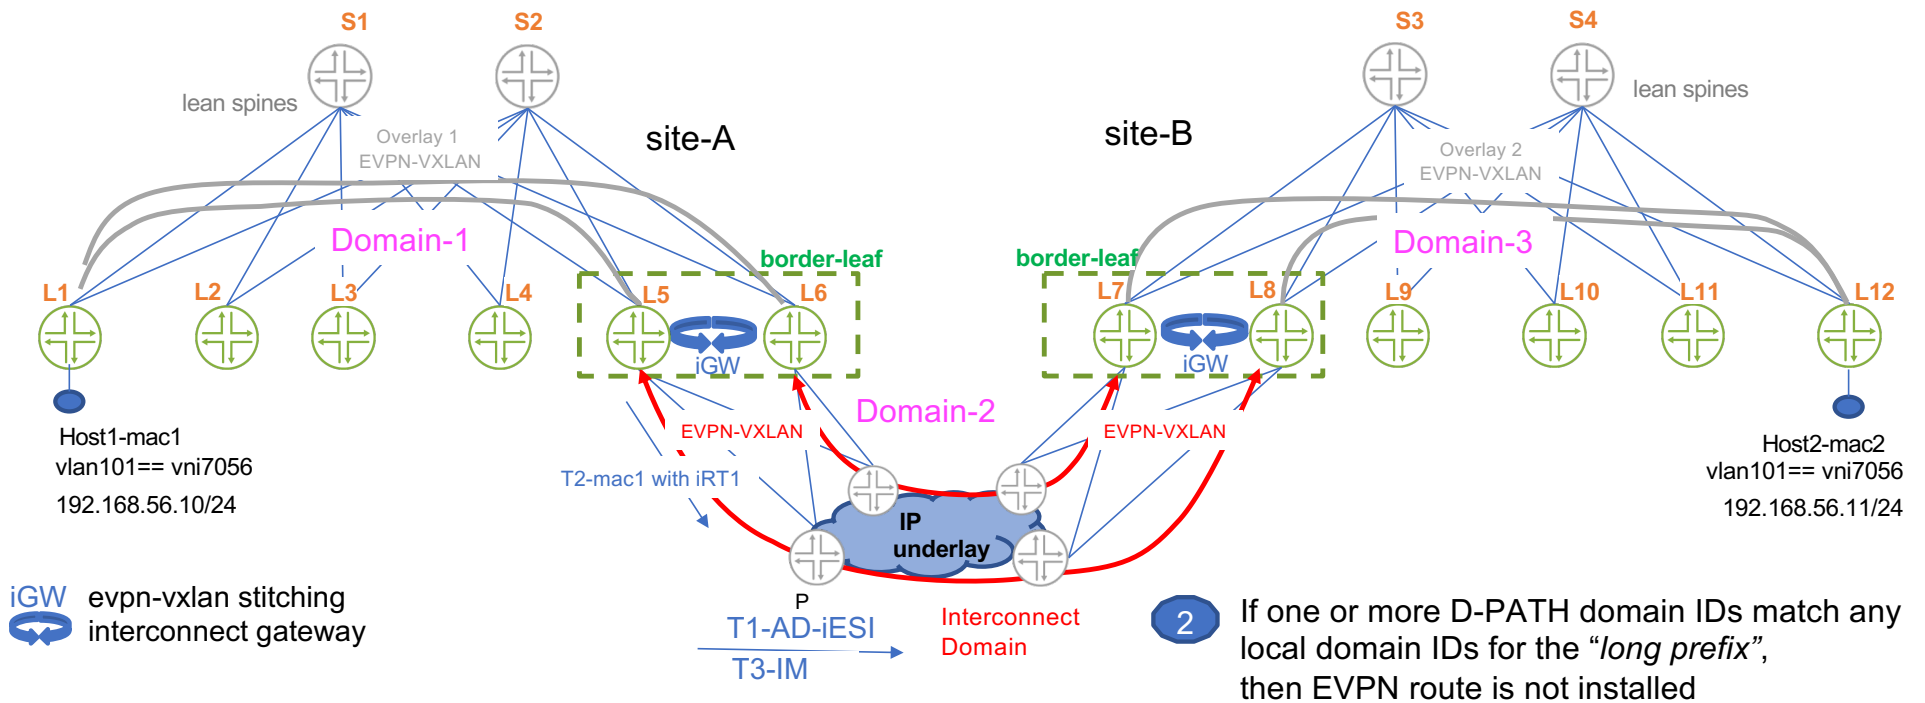 S1
S2
S3
S4
lean spines
lean spines
Overlay 1
EVPN-VXLAN
site-A
site-B
Overlay 2
EVPN-VXLAN
Domain-1
Domain-3
border-leaf
border-leaf
L1
L2
L3
L4
L5
L6
L7
L8
L9
L10
L11
L12
iGW
iGW
Domain-2
EVPN-VXLAN
EVPN-VXLAN
Host1-mac1
vlan101== vni7056
192.168.56.10/24
Host2-mac2
vlan101== vni7056
192.168.56.11/24
T2-mac1 with iRT1
IP
underlay
P
T1-AD-iESI
T3-IM
Interconnect
Domain
iGW
evpn-vxlan stitching
interconnect gateway
2
If one or more D-PATH domain IDs match any
local domain IDs for the “long prefix”,
then EVPN route is not installed